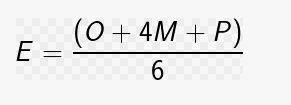 E = (O + 4M + P) / 6